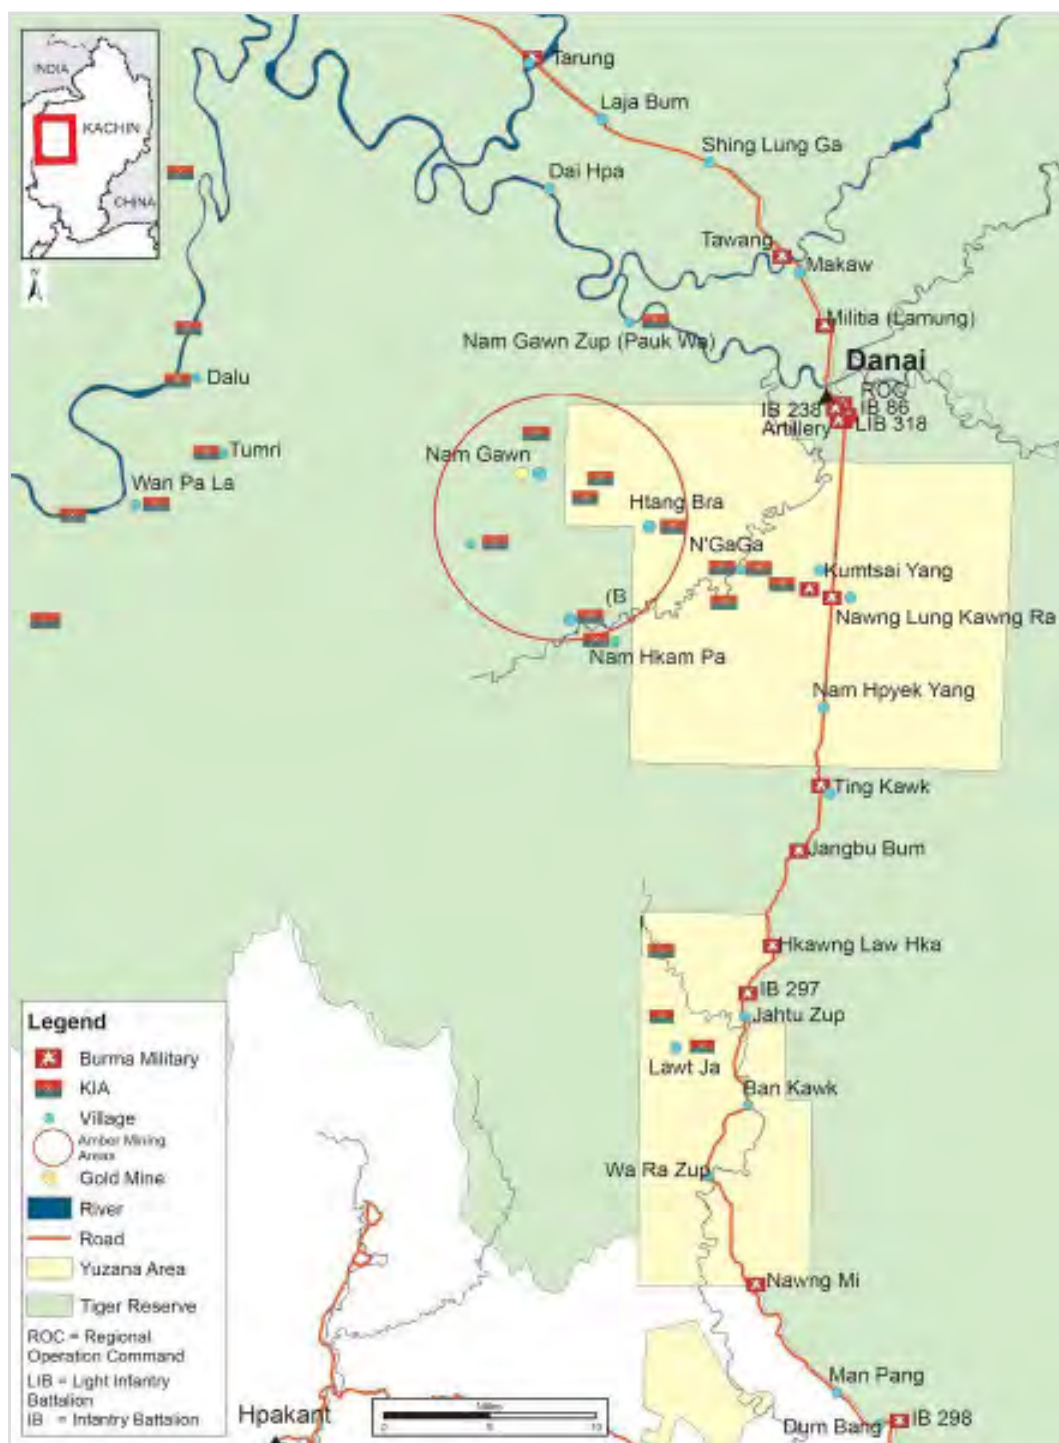 INDIA
KACHIN
CHINA
N
Tarung
Laja Bum
Shing Lung Ga
Dai Hpa
Tawang
Makaw
Nam Gawn Zup (Pauk Wa)
Militia (Lamung)
Danai
ROC
IB 238
IB 86
Artillery
LIB 318
Dalu
Tumri
Wan Pa La
Nam Gawn
Htang Bra
N'GaGa
Kumtsai Yang
(B
Nawng Lung Kawng Ra
Nam Hkam Pa
Nam Hpyek Yang
Ting Kawk
Jangbu Bum
Hkawng Law Hka
IB 297
Jahtu Zup
Lawt Ja
Ban Kawk
Wa Ra Zup
Nawng Mi
Man Pang
Dum Bang
IB 298
Hpakant
Legend
Burma Military
KIA
Village
Amber Mining
Areas
Gold Mine
River
Road
Yuzana Area
Tiger Reserve
ROC = Regional
Operation Command
LIB = Light Infantry
Battalion
IB = Infantry Battalion
Miles
0 5 10